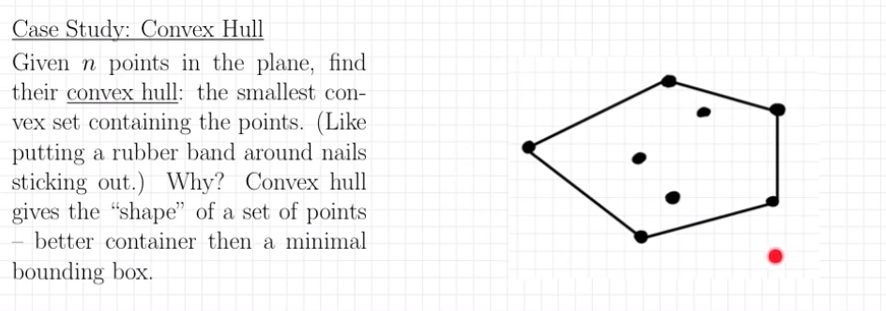 Case Study: Convex Hull
Given n points in the plane, find
their convex hull: the smallest con-
vex set containing the points. (Like
putting a rubber band around nails
sticking out.) Why? Convex hull
gives the “shape” of a set of points
– better container then a minimal
bounding box.